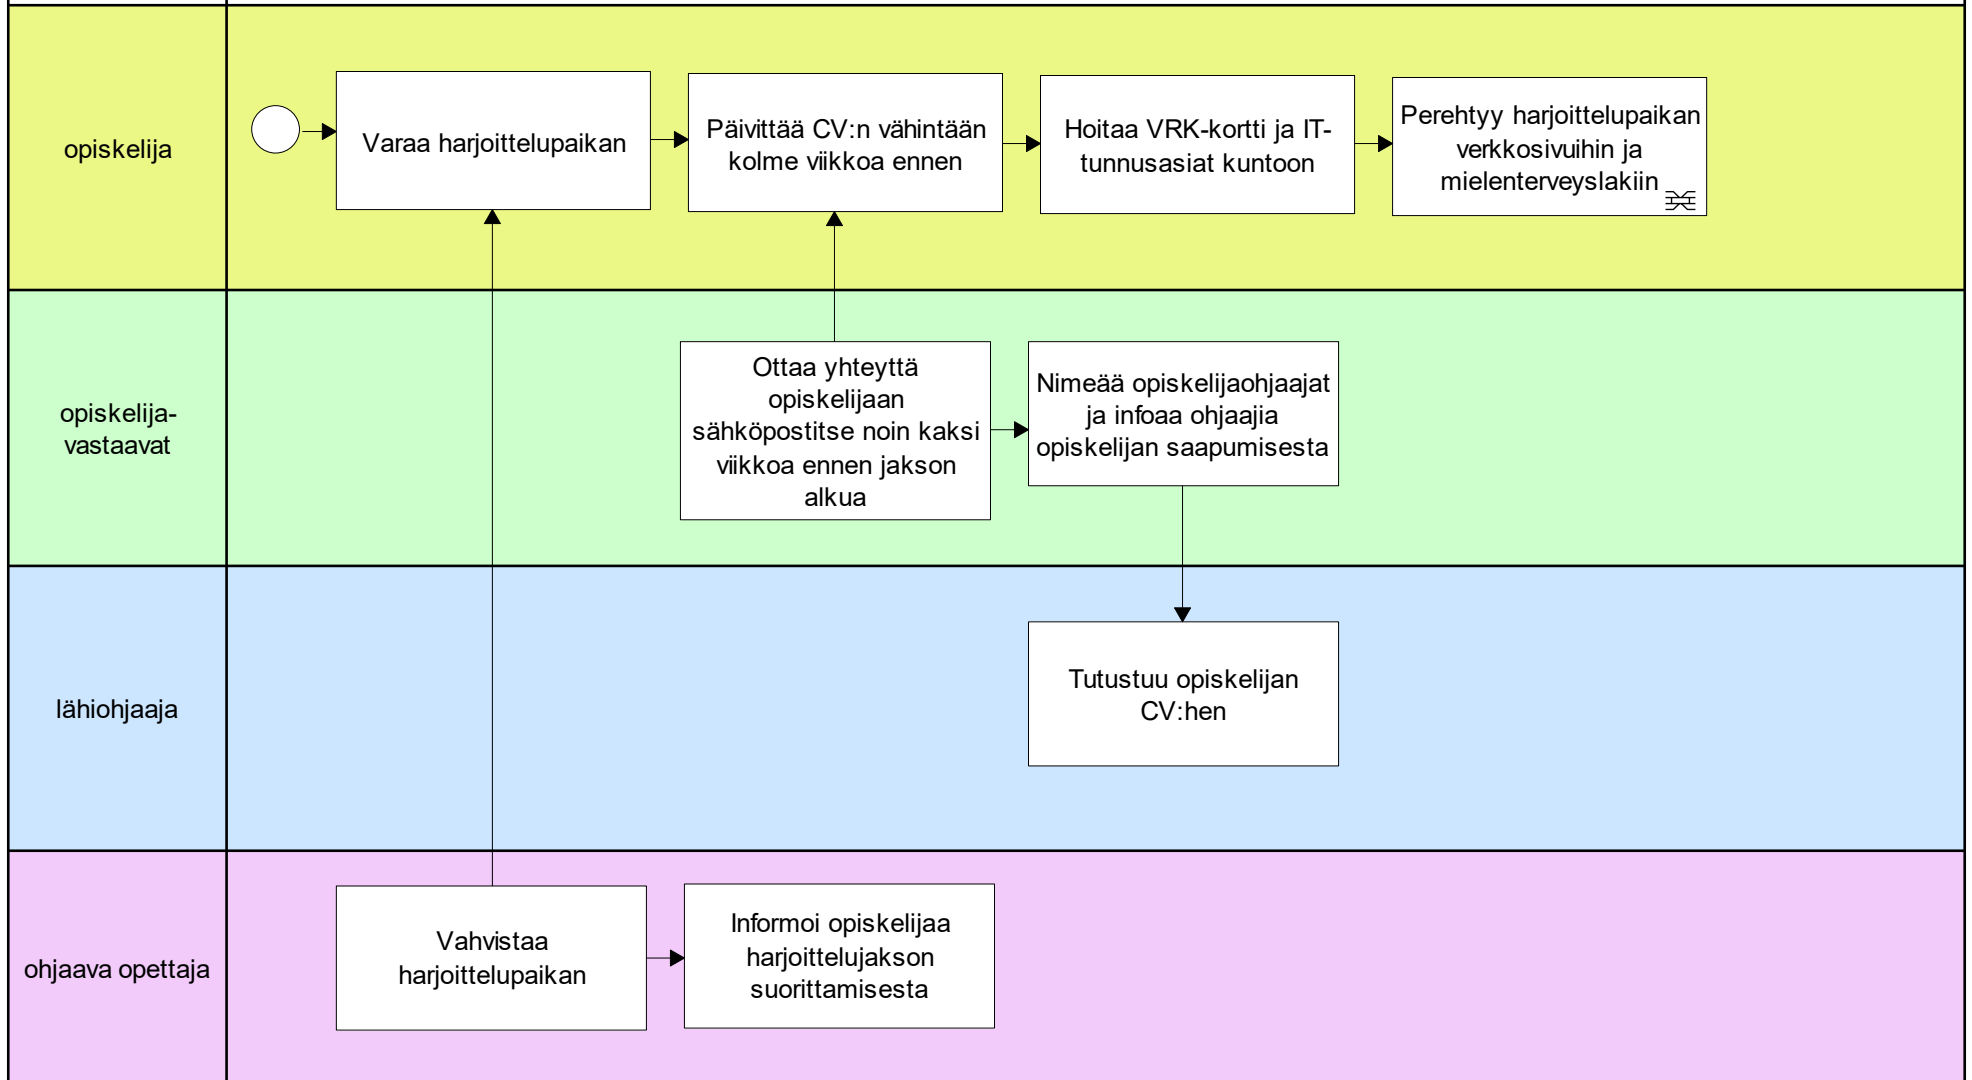 opiskelija
Varaa harjoittelupaikan
Päivittää CV:n vähintään
kolme viikkoa ennen
Hoitaa VRK-kortti ja IT-
tunnusasiat kuntoon
Perehtyy harjoittelupaikan
verkkosivuihin ja
mielenterveyslakiin
opiskelija-
vastaavat
Ottaa yhteyttä
opiskelijaan
sähköpostitse noin kaksi
viikkoa ennen jakson
alkua
Nimeää opiskelijaohjaajat
ja infoaa ohjaajia
opiskelijan saapumisesta
lähiohjaaja
Tutustuu opiskelijan
CV:hen
ohjaava opettaja
Vahvistaa
harjoittelupaikan
Informoi opiskelijaa
harjoittelujakson
suorittamisesta